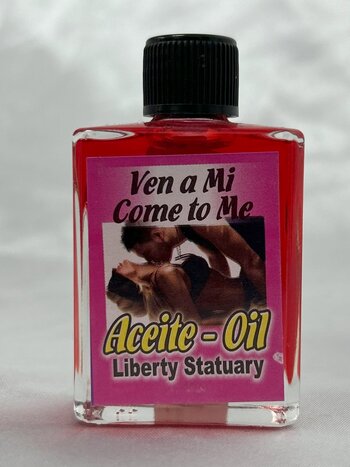 Ven a Mi
Come to Me
Aceite - Oil
Liberty Statuary